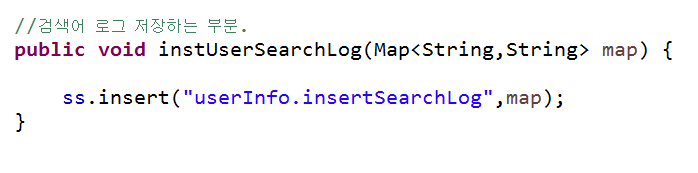 //검색어 로그 저장하는 부분.
public void instUserSearchLog(Map<String,String> map) {
ss.insert("userInfo.insertSearchLog",map);
}